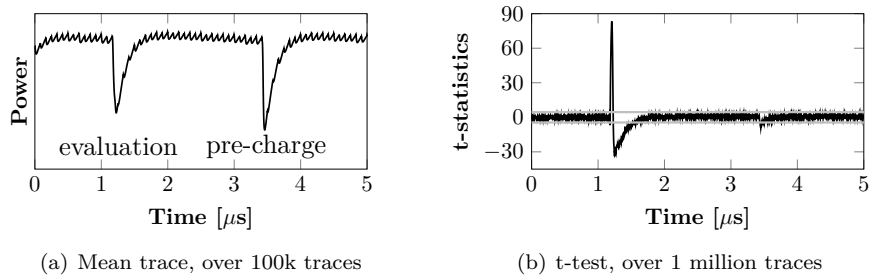 Power
evaluation
pre-charge
0 1 2 3 4 5
Time [μs]
(a) Mean trace, over 100k traces
t-statistics
90
60
30
0
−30
0 1 2 3 4 5
Time [μs]
(b) t-test, over 1 million traces